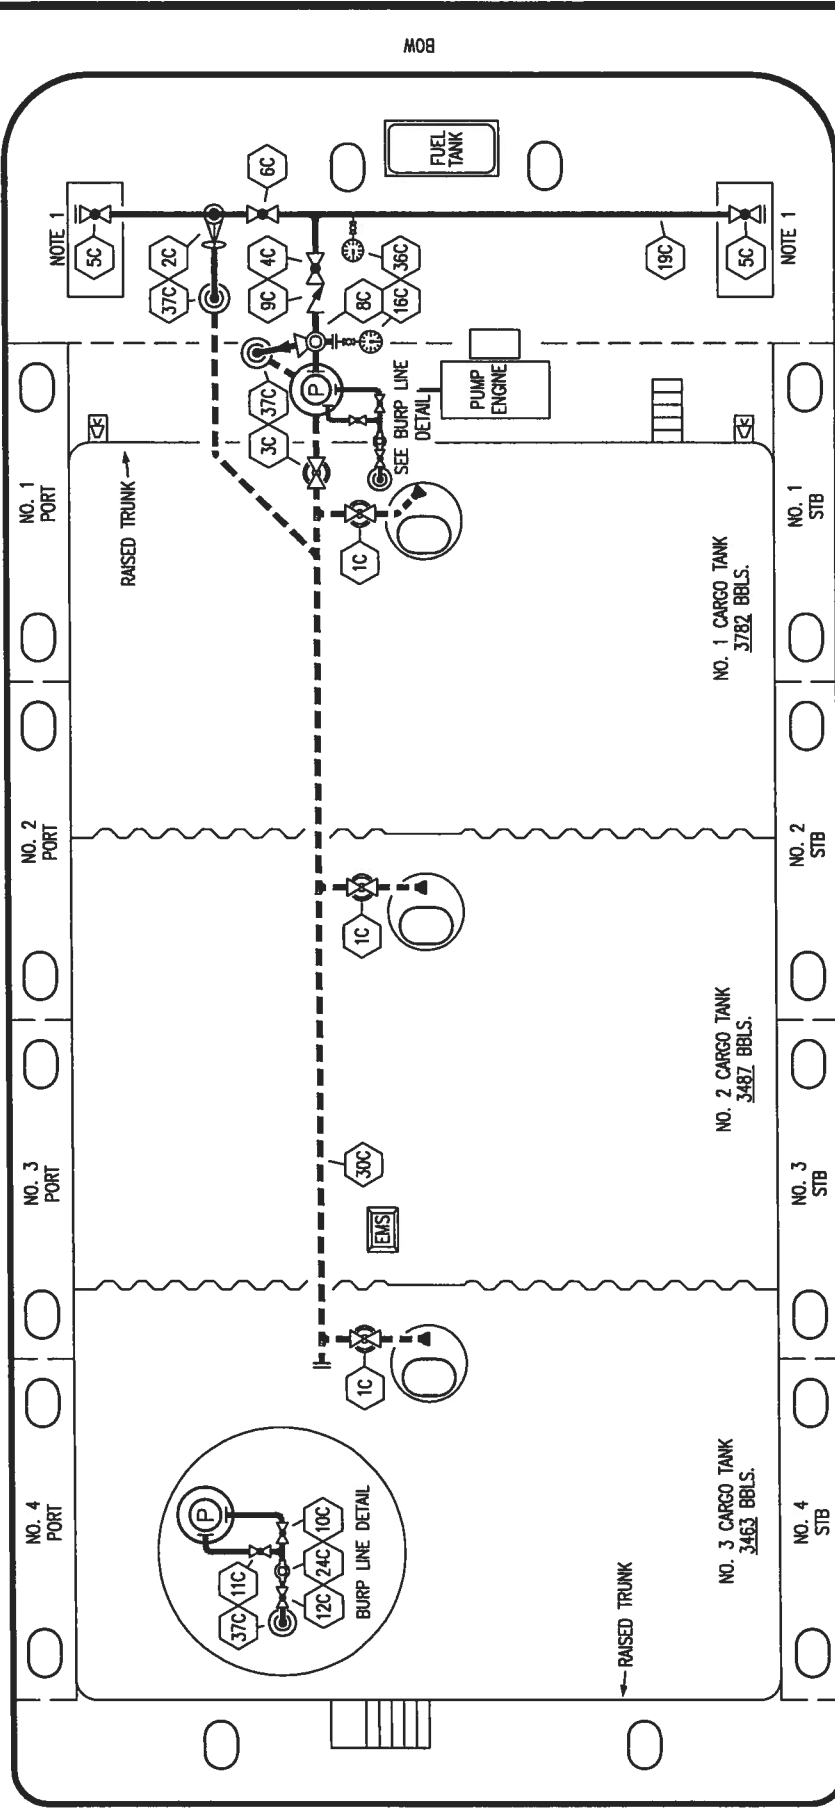 BOW
FUEL
TANK
NOTE 1
5C
2C
6C
37C
9C
4C
8C
16C
36C
19C
5C
NOTE 1
37C
3C
P
SEE BURP LINE
DETAIL
PUMP
ENGINE
NO. 1
PORT
RAISED TRUNK
1C
NO. 1 CARGO TANK
3782 BBLS.
NO. 1
STB
NO. 2
PORT
1C
NO. 2
STB
NO. 2 CARGO TANK
3487 BBLS.
NO. 3
PORT
30C
EMS
NO. 3
STB
1C
NO. 4
PORT
P
37C
11C
12C
24C
10C
BURP LINE DETAIL
NO. 3 CARGO TANK
3463 BBLS.
NO. 4
STB
RAISED TRUNK